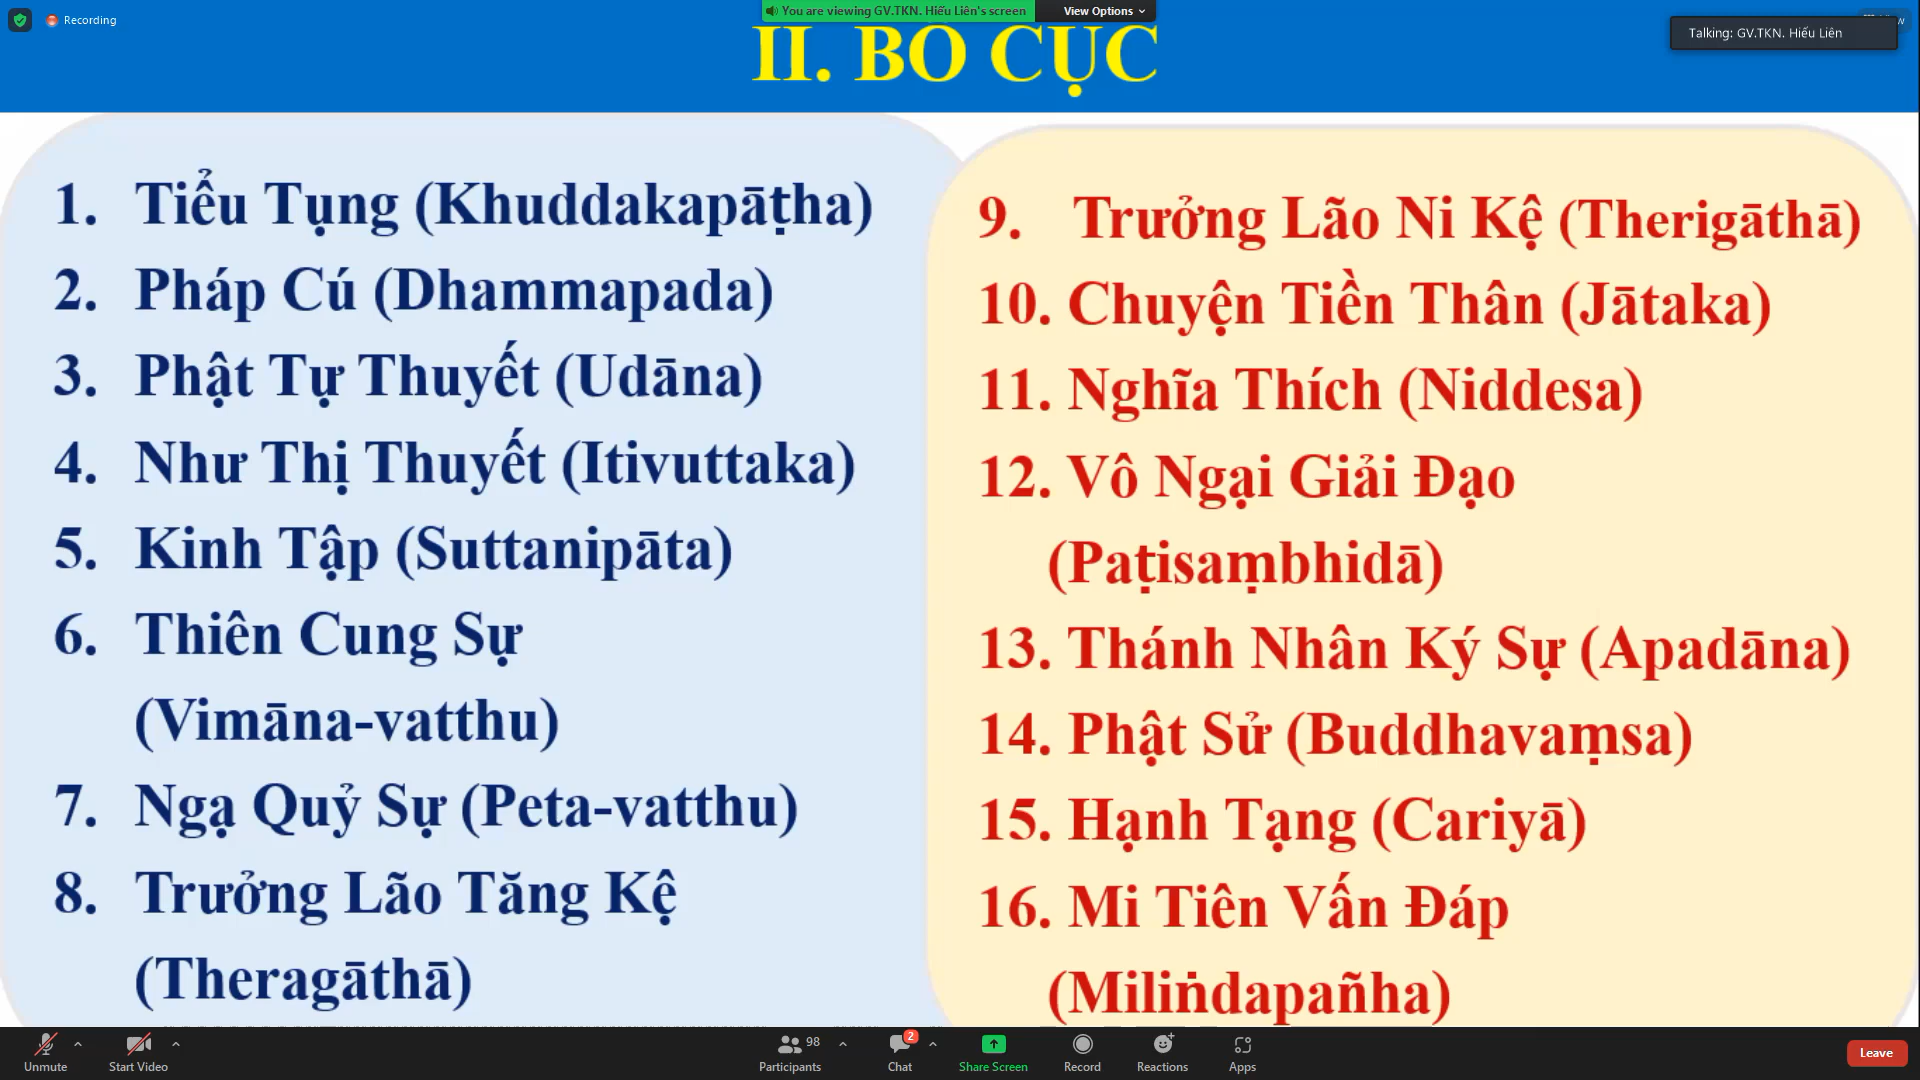 Recording
You are viewing GV.TKN. Hiếu Liên's screen
View Options
Talking: GV.TKN. Hiếu Liên
II. BỐ CỤC
1. Tiểu Tụng (Khuddakapāṭha)
2. Pháp Cú (Dhammapada)
3. Phật Tự Thuyết (Udāna)
4. Như Thị Thuyết (Itivuttaka)
5. Kinh Tập (Suttanipāta)
6. Thiên Cung Sự
(Vimāna-vatthu)
7. Ngạ Quỷ Sự (Peta-vatthu)
8. Trưởng Lão Tăng Kệ
(Theragāthā)
9. Trưởng Lão Ni Kệ (Therigāthā)
10. Chuyện Tiền Thân (Jātaka)
11. Nghĩa Thích (Niddesa)
12. Vô Ngại Giải Đạo
(Paṭisaṃbhidā)
13. Thánh Nhân Ký Sự (Apadāna)
14. Phật Sử (Buddhavaṃsa)
15. Hạnh Tạng (Cariyā)
16. Mi Tiên Vấn Đáp
(Miliṅdapañha)
Unmute
Start Video
98
Participants
2
Chat
Share Screen
Record
Reactions
Apps
Leave